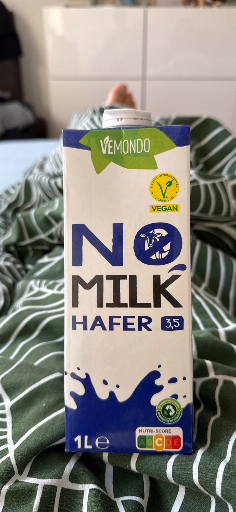 VEMONDO
VEGAN
NO
MILK
HAFER 3,5
NUTRI-SCORE
1L e
C